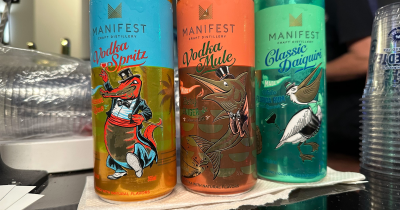 MANIFEST
CRAFT DISTILLERY
Vodka
Spritz
MANIFEST
CRAFT DISTILLERY
Vodka
Mule
MANIFEST
CRAFT DISTILLERY
Classic
Daiquiri